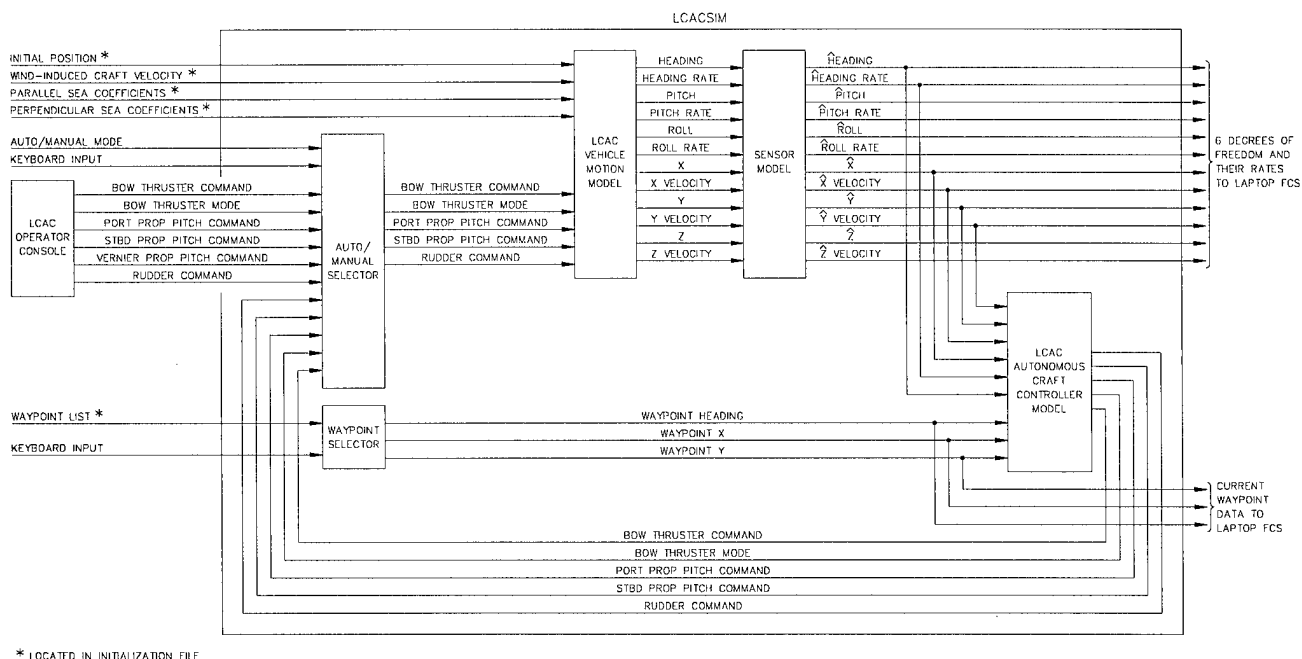 LCACSIM
INITIAL POSITION *
WIND-INDUCED CRAFT VELOCITY *
PARALLEL SEA COEFFICIENTS *
PERPENDICULAR SEA COEFFICIENTS *
AUTO/MANUAL MODE
KEYBOARD INPUT
LCAC
OPERATOR
CONSOLE
BOW THRUSTER COMMAND
BOW THRUSTER MODE
PORT PROP PITCH COMMAND
STBD PROP PITCH COMMAND
VERNIER PROP PITCH COMMAND
RUDDER COMMAND
AUTO/
MANUAL
SELECTOR
BOW THRUSTER COMMAND
BOW THRUSTER MODE
PORT PROP PITCH COMMAND
STBD PROP PITCH COMMAND
RUDDER COMMAND
LCAC
VEHICLE
MOTION
MODEL
HEADING
HEADING RATE
PITCH
PITCH RATE
ROLL
ROLL RATE
X
X VELOCITY
Y
Y VELOCITY
Z
Z VELOCITY
SENSOR
MODEL
ĤEADING
ĤEADING RATE
P̂ITCH
P̂ITCH RATE
R̂OLL
R̂OLL RATE
X̂
X̂ VELOCITY
Ŷ
Ŷ VELOCITY
Ẑ
Ẑ VELOCITY
6 DEGREES OF
FREEDOM AND
THEIR RATES
TO LAPTOP FCS
LCAC
AUTONOMOUS
CRAFT
CONTROLLER
MODEL
WAYPOINT LIST *
KEYBOARD INPUT
WAYPOINT
SELECTOR
WAYPOINT HEADING
WAYPOINT X
WAYPOINT Y
CURRENT
WAYPOINT
DATA TO
LAPTOP FCS
BOW THRUSTER COMMAND
BOW THRUSTER MODE
PORT PROP PITCH COMMAND
STBD PROP PITCH COMMAND
RUDDER COMMAND
* LOCATED IN INITIALIZATION FILE